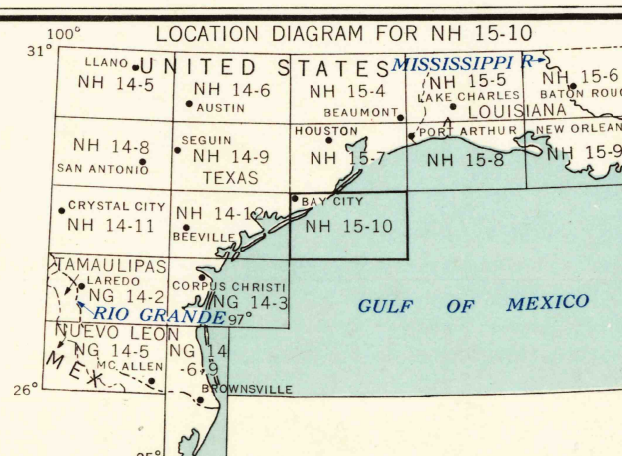 LOCATION DIAGRAM FOR NH 15-10
100°
31°
UNITED STATES
MISSISSIPPI R
LLANO
NH 14-5
NH 14-6
AUSTIN
NH 15-4
BEAUMONT
NH 15-5
LAKE CHARLES
LOUISIANA
NH 15-6
BATON ROUG
NH 14-8
SAN ANTONIO
SEGUIN
NH 14-9
TEXAS
HOUSTON
NH 15-7
PORT ARTHUR
NH 15-8
NEW ORLEAN
NH 15-9
CRYSTAL CITY
NH 14-11
NH 14-12
BEEVILLE
BAY CITY
NH 15-10
TAMAULIPAS
LAREDO
NG 14-2
CORPUS CHRISTI
NG 14-3
RIO GRANDE
97°
GULF OF MEXICO
NUEVO LEON
NG 14-5
MC ALLEN
NG 14
-6,9
MEX
26°
BROWNSVILLE
25°